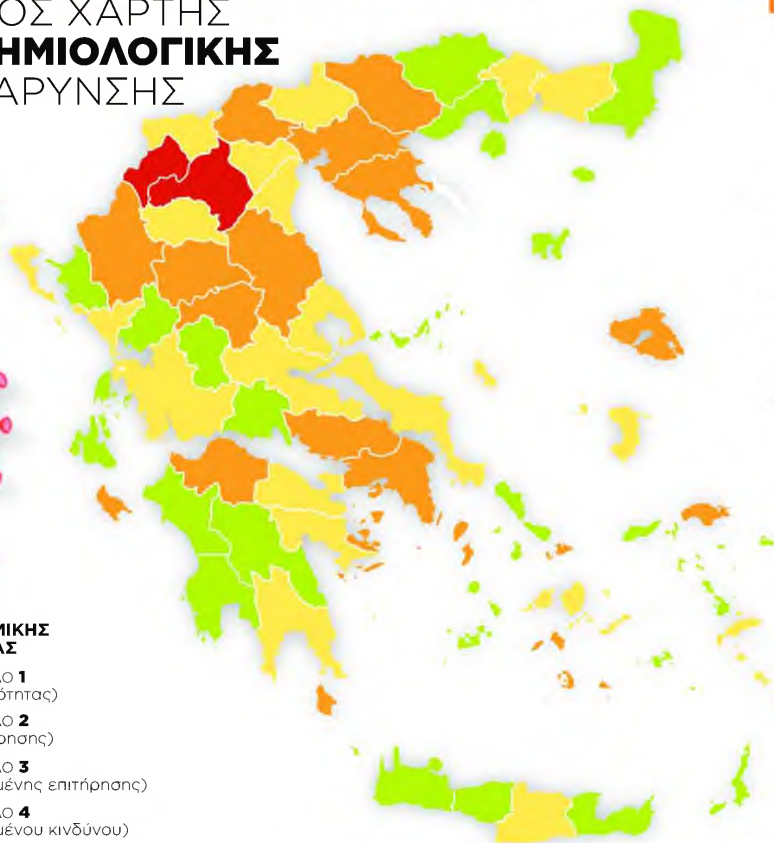 ΟΣ ΧΑΡΤΗΣ
ΗΜΙΟΛΟΓΙΚΗΣ
ΑΡΥΝΣΗΣ
ΜΙΚΗΣ
ΑΣ
Ο 1
ότητας)
Ο 2
ρησης)
Ο 3
μένης επιτήρησης)
Ο 4
μένου κινδύνου)